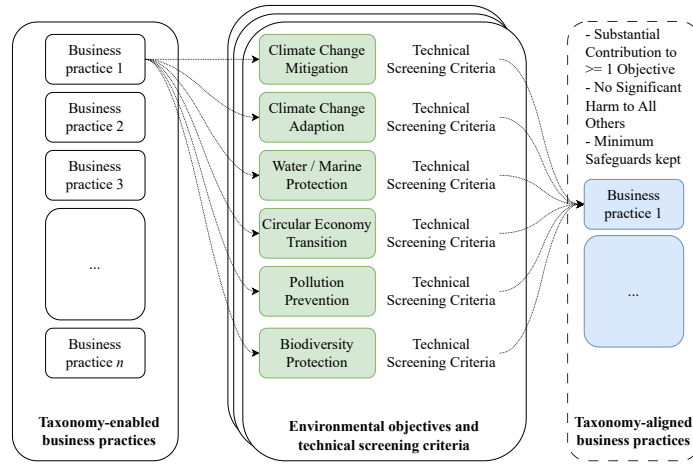 Business
practice 1
Business
practice 2
Business
practice 3
...
Business
practice n
Taxonomy-enabled
business practices
Climate Change
Mitigation
Technical
Screening Criteria
Climate Change
Adaption
Technical
Screening Criteria
Water / Marine
Protection
Technical
Screening Criteria
Circular Economy
Transition
Technical
Screening Criteria
Pollution
Prevention
Technical
Screening Criteria
Biodiversity
Protection
Technical
Screening Criteria
Environmental objectives and
technical screening criteria
- Substantial
Contribution to
>= 1 Objective
- No Significant
Harm to All
Others
- Minimum
Safeguards kept
Business
practice 1
...
Taxonomy-aligned
business practices